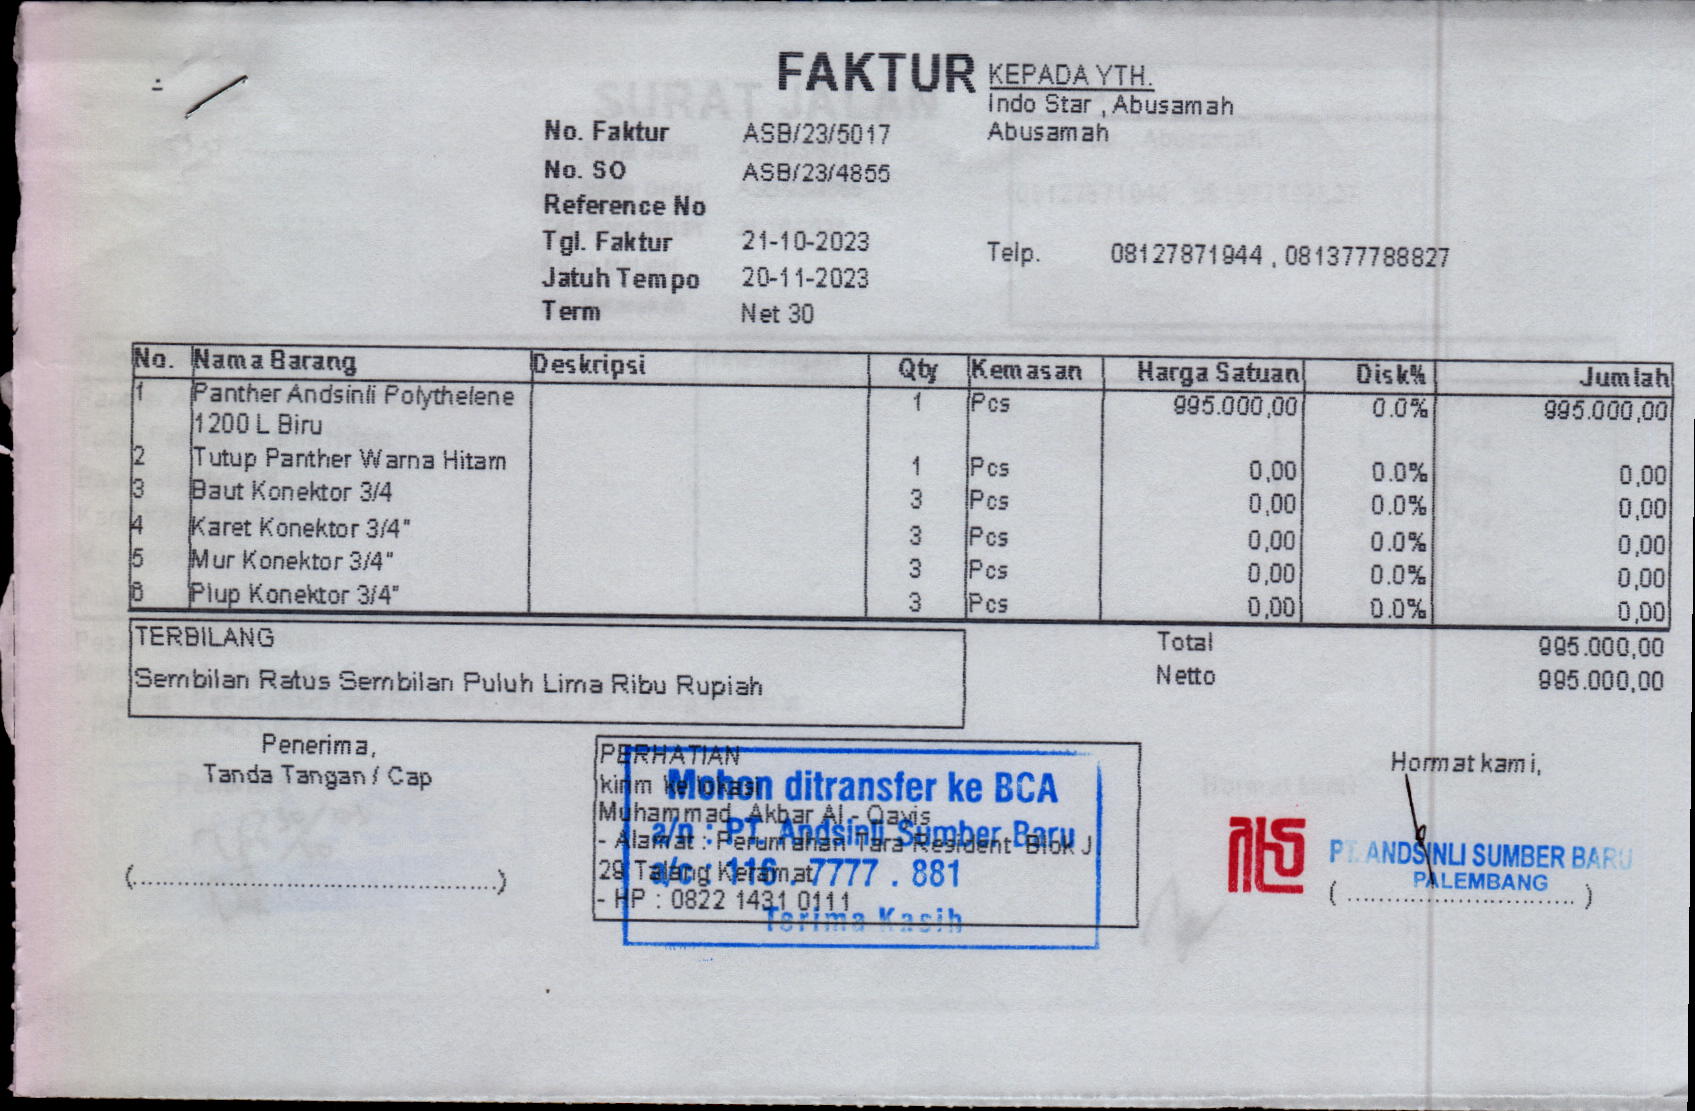 FAKTUR
KEPADA YTH.
Indo Star , Abusamah
Abusamah
No. Faktur ASB/23/5017
No. SO ASB/23/4855
Reference No
Tgl. Faktur 21-10-2023
Telp. 08127871944 , 081377788827
Jatuh Tempo 20-11-2023
Term Net 30
No. Nama Barang Deskripsi Qty Kemasan Harga Satuan Disk% Jumlah
1 Panther Andsinli Polythelene 1 Pcs 995.000,00 0.0% 995.000,00
1200 L Biru
2 Tutup Panther Warna Hitam 1 Pcs 0,00 0.0% 0,00
3 Baut Konektor 3/4 3 Pcs 0,00 0.0% 0,00
4 Karet Konektor 3/4" 3 Pcs 0,00 0.0% 0,00
5 Mur Konektor 3/4" 3 Pcs 0,00 0.0% 0,00
6 Plup Konektor 3/4" 3 Pcs 0,00 0.0% 0,00
TERBILANG
Sembilan Ratus Sembilan Puluh Lima Ribu Rupiah
Total 995.000,00
Netto 995.000,00
Penerima,
Tanda Tangan / Cap
(....................................................)
PERHATIAN
kirim ke lokasi
Muhammad Akbar Al - Qayis
- Alamat : Perumahan Tara Resident Blok J
29 Talang Keramat
- HP : 0822 1431 0111
Mohon ditransfer ke BCA
a/n : PT. Andsinli Sumber Baru
a/c : 116 . 7777 . 881
Terima Kasih
Hormat kami,
PT. ANDSINLI SUMBER BARU
PALEMBANG
( ................................. )
SURAT JALAN